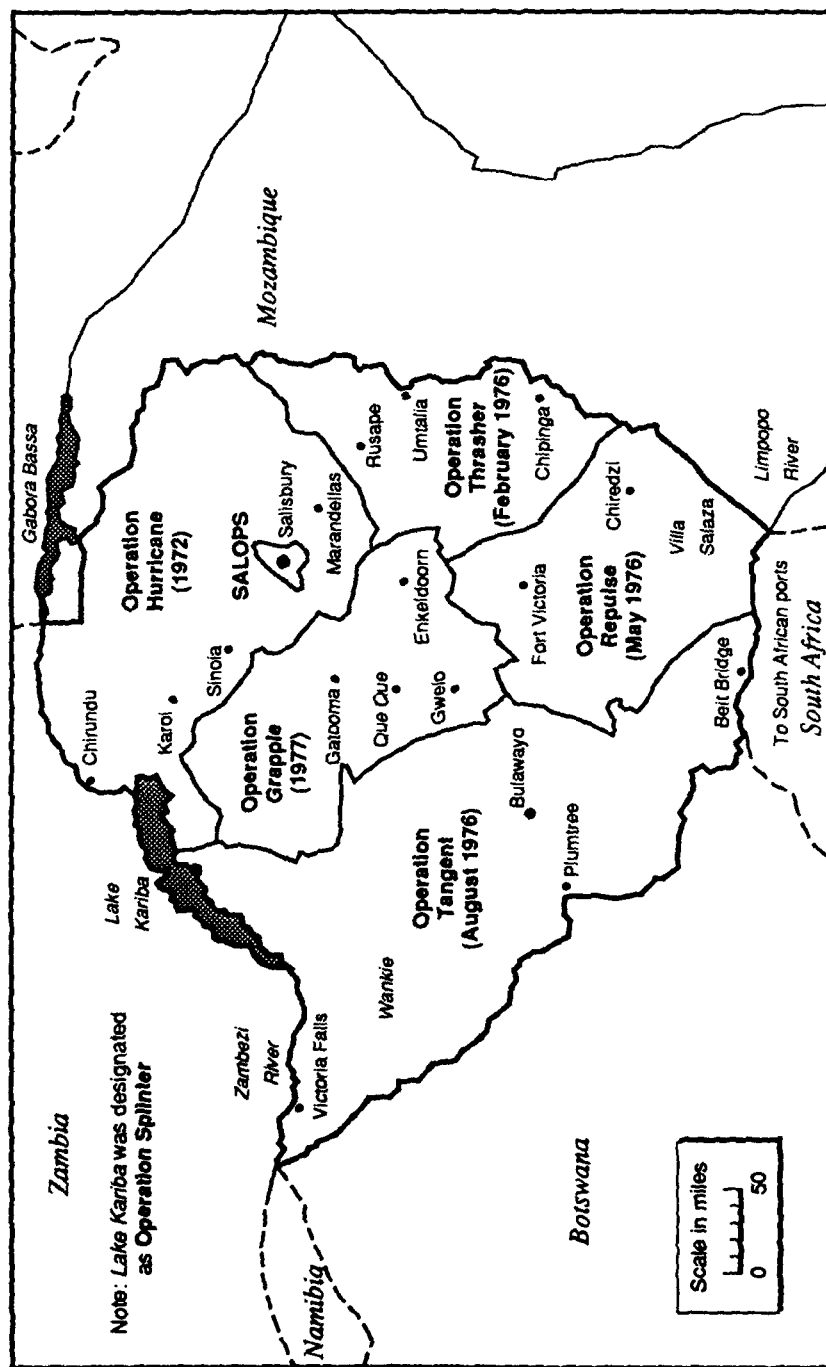 Zambia
Note: Lake Kariba was designated
as Operation Splinter
Gabora Bassa
Mozambique
Chirundu
Lake
Kariba
Karoi
Sinoia
Operation
Hurricane
(1972)
SALOPS
Salisbury
Marandellas
Rusape
Umtalia
Operation
Thrasher
(February 1976)
Chipinga
Zambezi
River
Victoria Falls
Wankie
Operation
Grapple
(1977)
Gatooma
Que Que
Gwelo
Enkeldoorn
Operation
Tangent
(August 1976)
Bulawayo
Plumtree
Fort Victoria
Operation
Repulse
(May 1976)
Chiredzi
Villa
Salaza
Beit Bridge
Limpopo
River
To South African ports
South Africa
Namibia
Botswana
Scale in miles
0 50